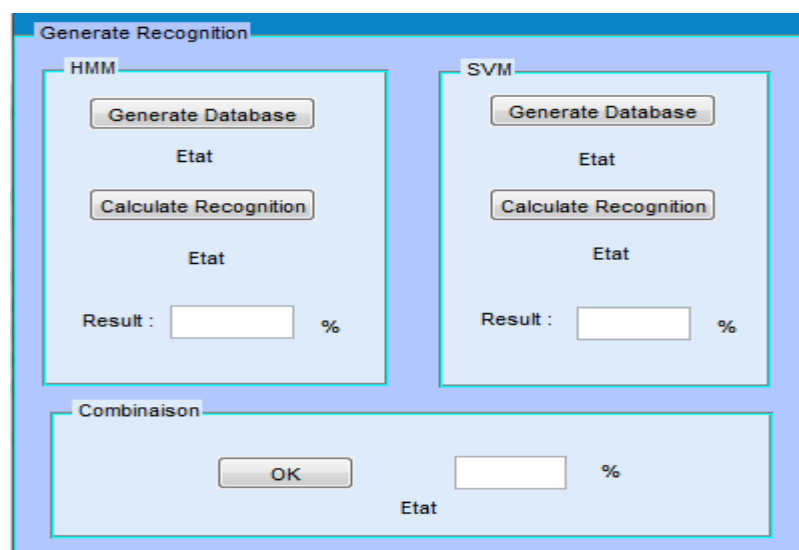 Generate Recognition
HMM
Generate Database
Etat
Calculate Recognition
Etat
Result :
%
SVM
Generate Database
Etat
Calculate Recognition
Etat
Result :
%
Combinaison
OK
%
Etat